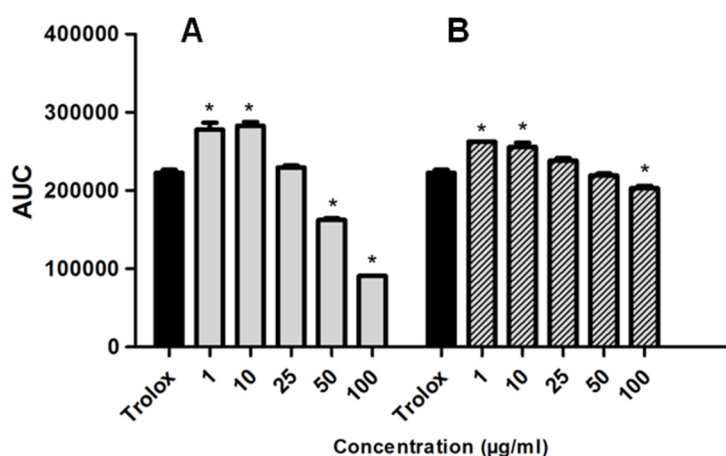 A B
400000
300000
200000
100000
0
AUC
* * * *
* * *
Trolox 1 10 25 50 100 Trolox 1 10 25 50 100
Concentration (µg/ml)